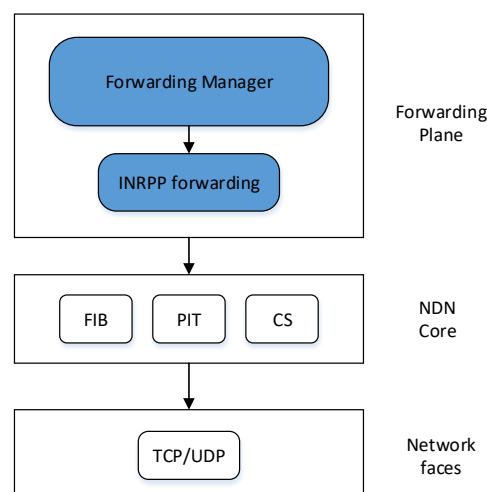 Forwarding Manager
INRPP forwarding
Forwarding
Plane
FIB PIT CS
NDN
Core
TCP/UDP
Network
faces